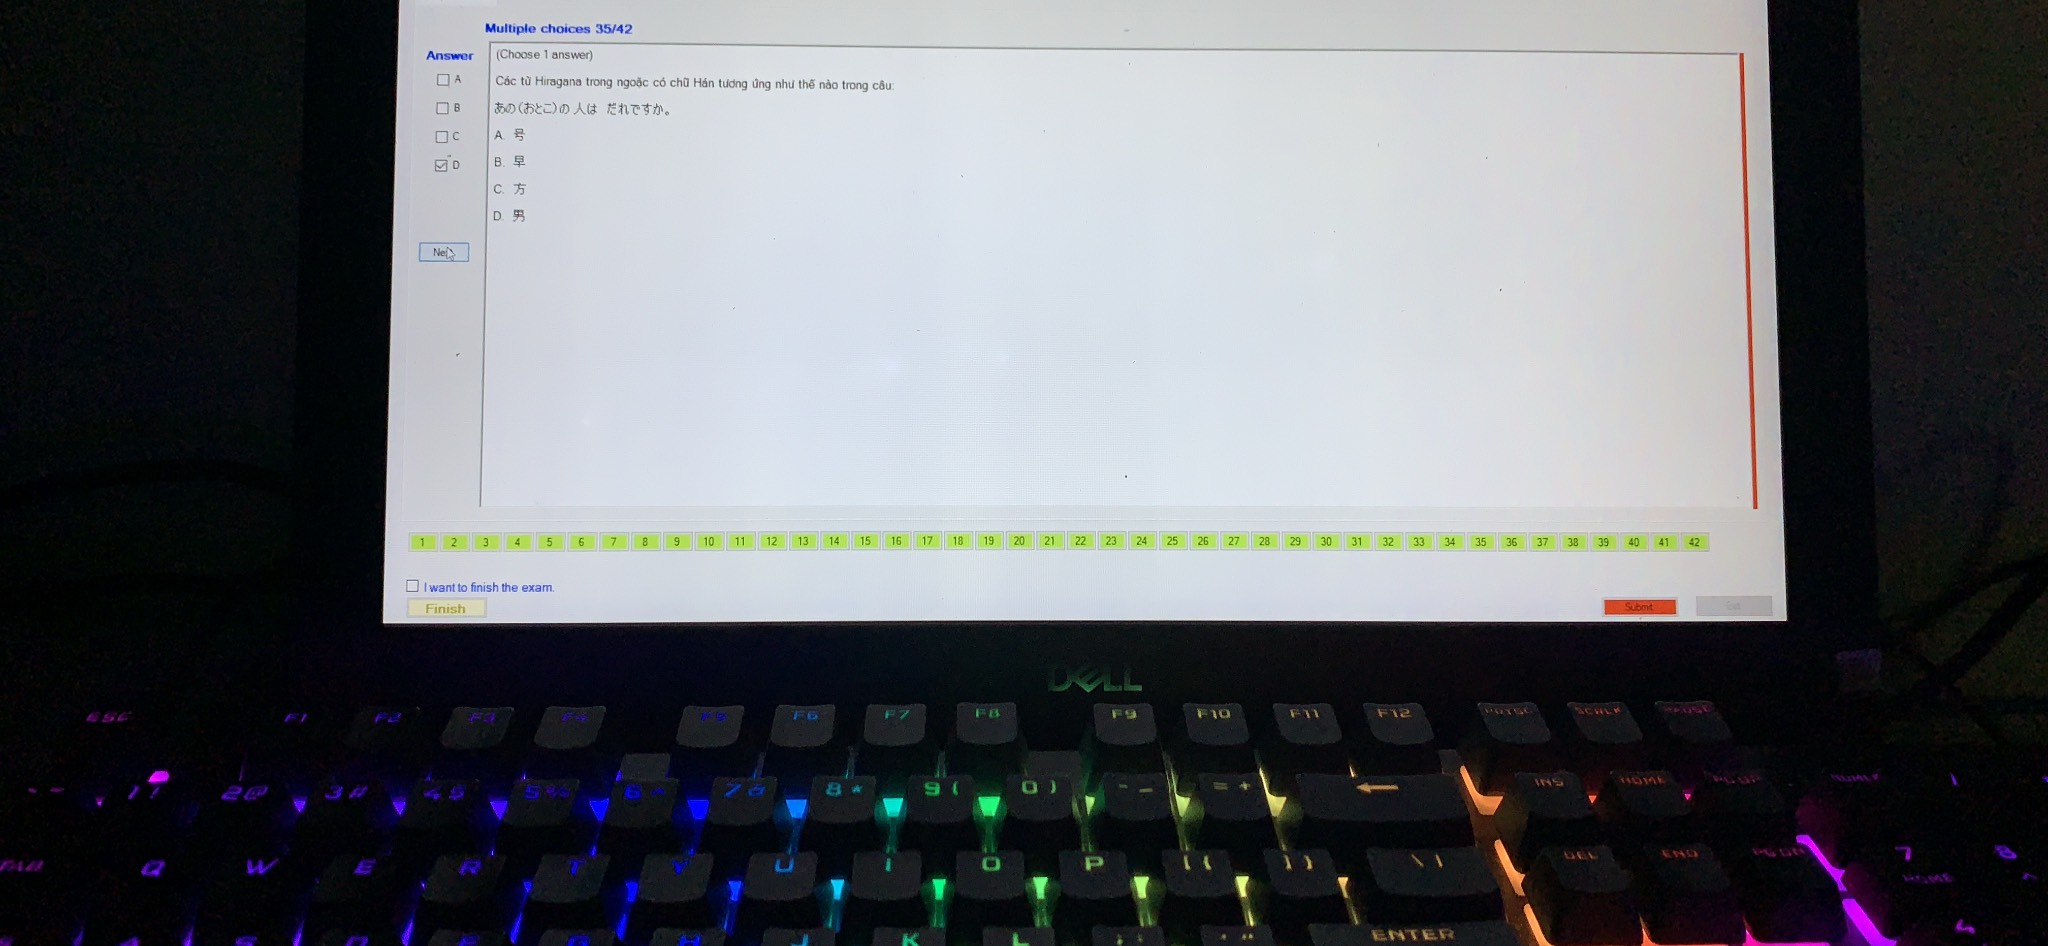 Multiple choices 35/42
Answer
(Choose 1 answer)
A
Các từ Hiragana trong ngoặc có chữ Hán tương ứng như thế nào trong câu:
B
あの(おとこ)の 人は だれですか。
C
A. 号
D
B. 早
C. 方
D. 男
1 2 3 4 5 6 7 8 9 10 11 12 13 14 15 16 17 18 19 20 21 22 23 24 25 26 27 28 29 30 31 32 33 34 35 36 37 38 39 40 41 42
I want to finish the exam.
Finish
Submit
Exit
DELL
ESC F1 F2 F3 F4 F6 F7 F8 F9 F10 F11 F12 PRTSC SCRLK PAUSE
1! 2@ 3# 4$ 5% 6^ 7& 8* 9( 0) -_ =+ INS HOME PGUP
TAB Q W E R T Y U I O P [{ ]} \| DEL END PGDN 7 HOME 8
J K L ENTER 4